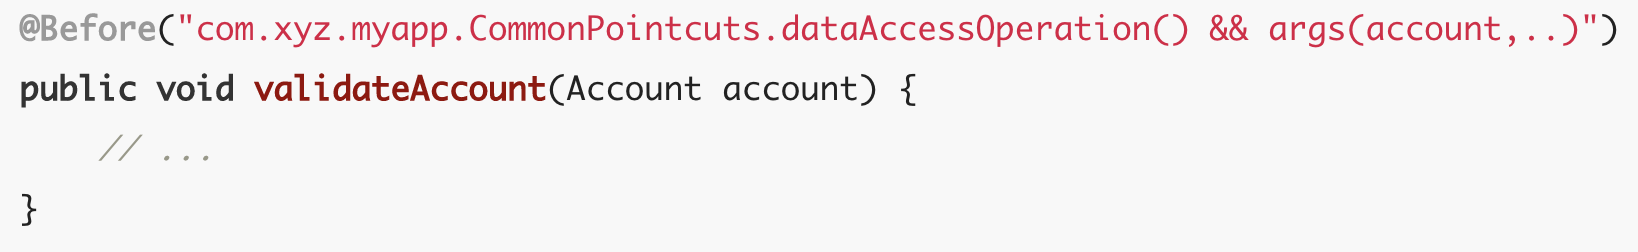 @Before("com.xyz.myapp.CommonPointcuts.dataAccessOperation() && args(account,..)")
public void validateAccount(Account account) {
    // ...
}